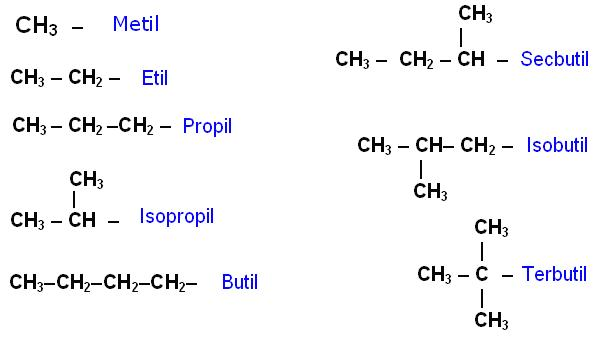 CH₃ – Metil
CH₃ – CH₂ – Etil
CH₃ – CH₂ –CH₂ – Propil
CH₃
CH₃ – CH – Isopropil
CH₃–CH₂–CH₂–CH₂– Butil
CH₃
CH₃ – CH₂ – CH – Secbutil
CH₃ – CH– CH₂ – Isobutil
CH₃
CH₃
CH₃ – C – Terbutil
CH₃